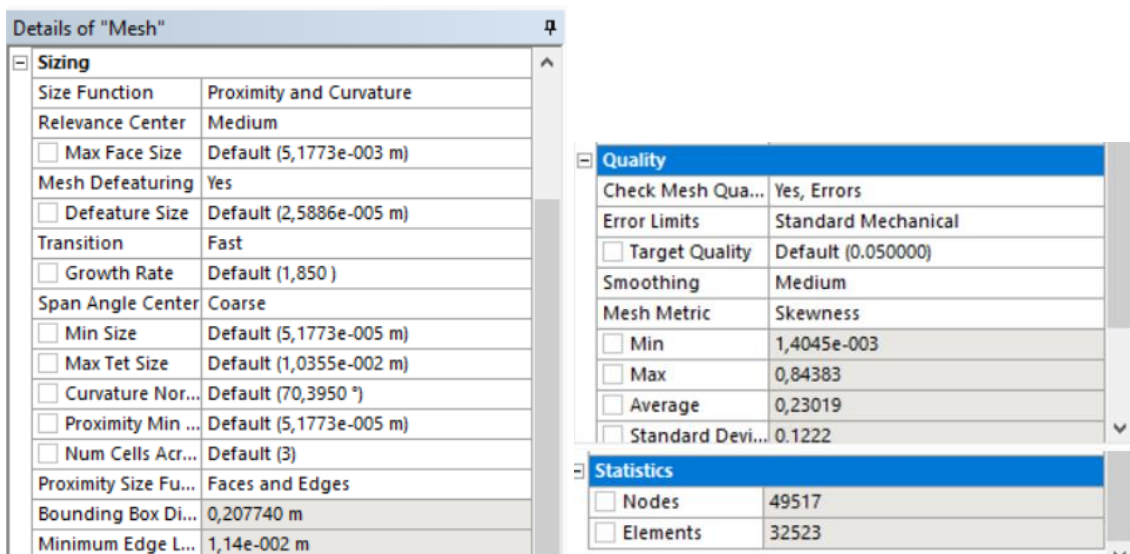 Details of "Mesh"
Sizing
Size Function Proximity and Curvature
Relevance Center Medium
Max Face Size Default (5,1773e-003 m)
Mesh Defeaturing Yes
Defeature Size Default (2,5886e-005 m)
Transition Fast
Growth Rate Default (1,850 )
Span Angle Center Coarse
Min Size Default (5,1773e-005 m)
Max Tet Size Default (1,0355e-002 m)
Curvature Nor... Default (70,3950 °)
Proximity Min ... Default (5,1773e-005 m)
Num Cells Acr... Default (3)
Proximity Size Fu... Faces and Edges
Bounding Box Di... 0,207740 m
Minimum Edge L... 1,14e-002 m
Quality
Check Mesh Qua... Yes, Errors
Error Limits Standard Mechanical
Target Quality Default (0.050000)
Smoothing Medium
Mesh Metric Skewness
Min 1,4045e-003
Max 0,84383
Average 0,23019
Standard Devi... 0,1222
Statistics
Nodes 49517
Elements 32523